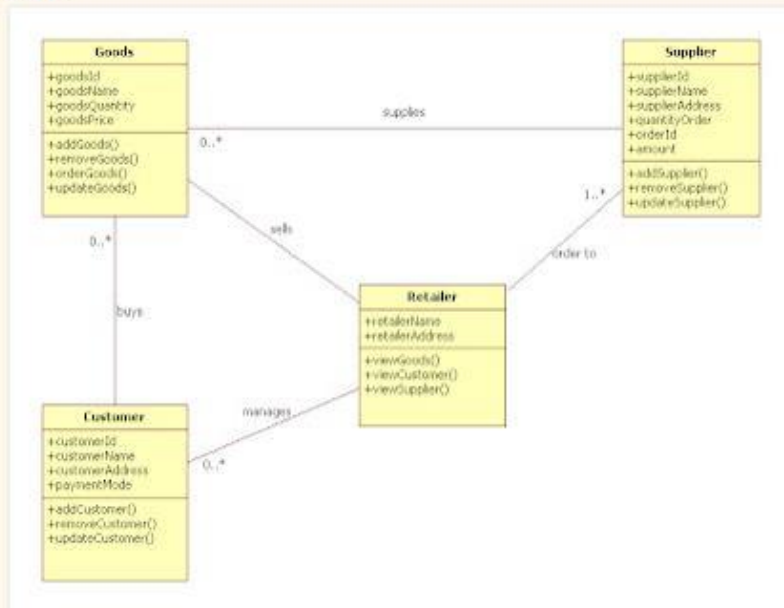 Goods
+goodsId
+goodsName
+goodsQuantity
+goodsPrice
+addGoods()
+removeGoods()
+orderGoods()
+updateGoods()
Supplier
+supplierId
+supplierName
+supplierAddress
+quantityOrder
+orderId
+amount
+addSupplier()
+removeSupplier()
+updateSupplier()
supplies
0..*
1..*
0..*
sells
order to
buys
Retailer
+retailerName
+retailerAddress
+viewGoods()
+viewCustomer()
+viewSupplier()
manages
0..*
Customer
+customerId
+customerName
+customerAddress
+paymentMode
+addCustomer()
+removeCustomer()
+updateCustomer()